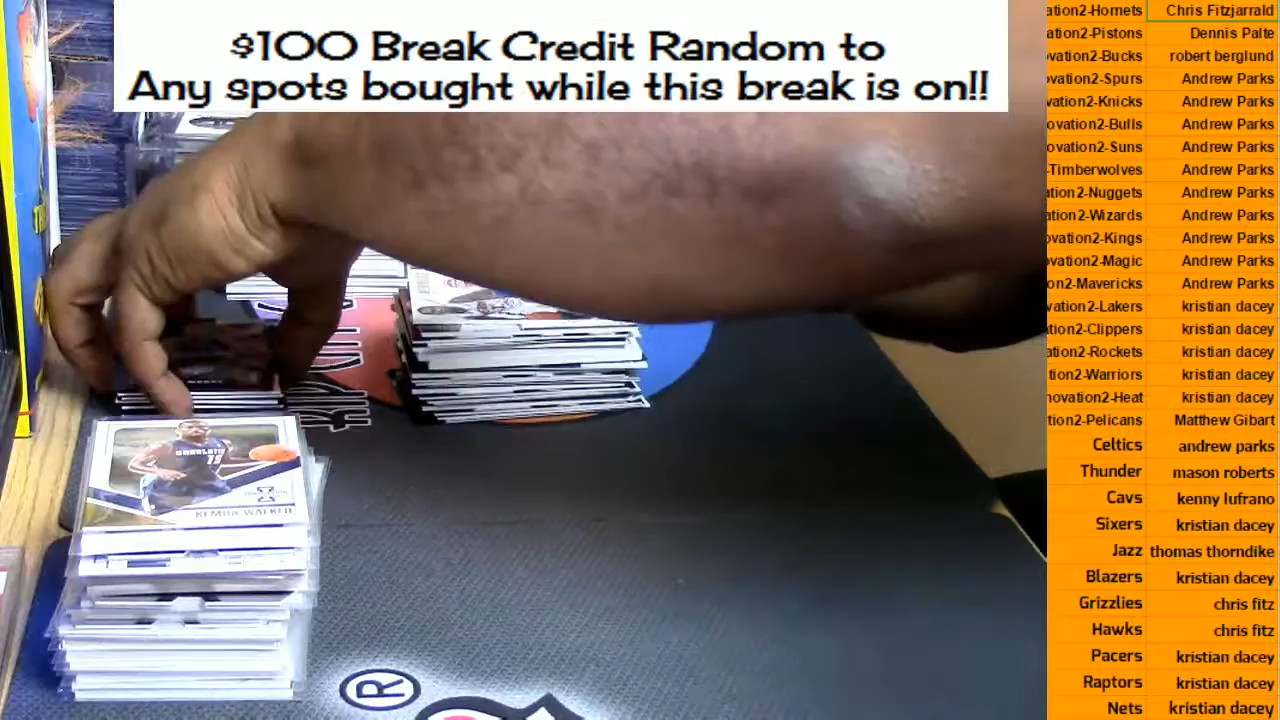 $100 Break Credit Random to
Any spots bought while this break is on!!
ation2-Hornets Chris Fitzjarrald
ation2-Pistons Dennis Palte
ovation2-Bucks robert berglund
ovation2-Spurs Andrew Parks
vation2-Knicks Andrew Parks
ovation2-Bulls Andrew Parks
ovation2-Suns Andrew Parks
-Timberwolves Andrew Parks
ation2-Nuggets Andrew Parks
ation2-Wizards Andrew Parks
ovation2-Kings Andrew Parks
ovation2-Magic Andrew Parks
on2-Mavericks Andrew Parks
vation2-Lakers kristian dacey
ation2-Clippers kristian dacey
ation2-Rockets kristian dacey
tion2-Warriors kristian dacey
novation2-Heat kristian dacey
tion2-Pelicans Matthew Gibart
Celtics andrew parks
Thunder mason roberts
Cavs kenny lufrano
Sixers kristian dacey
Jazz thomas thorndike
Blazers kristian dacey
Grizzlies chris fitz
Hawks chris fitz
Pacers kristian dacey
Raptors kristian dacey
Nets kristian dacey
CHARLOTTE
15
KEMBA WALKER
®